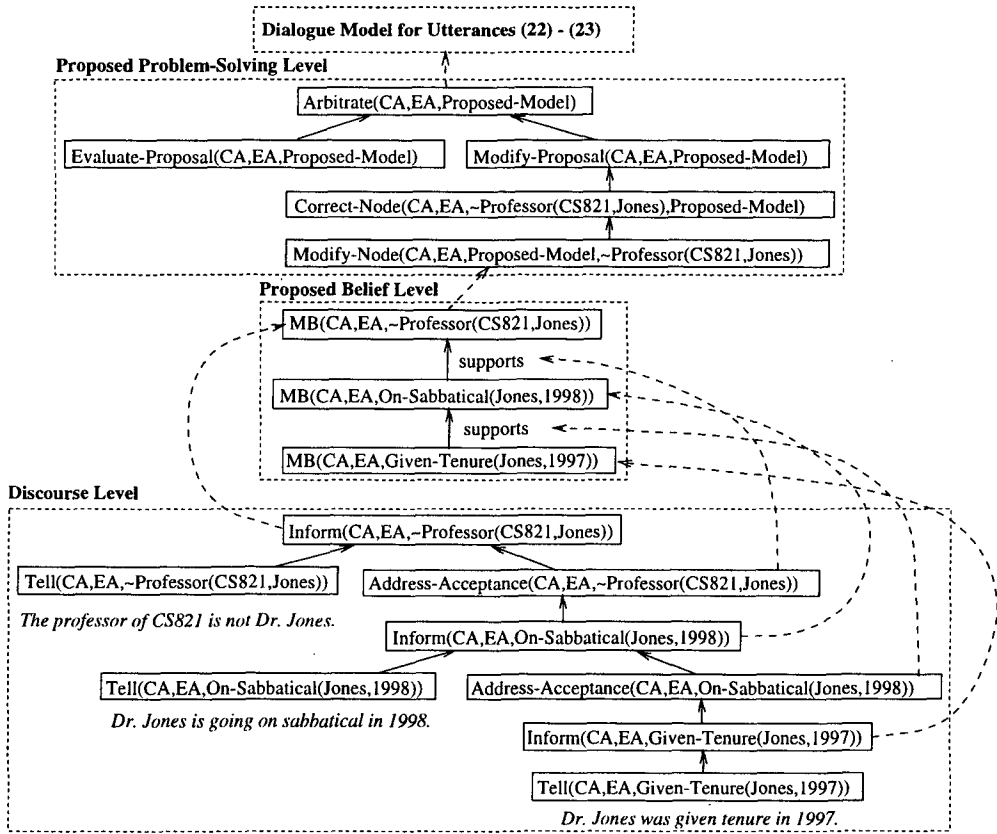 Dialogue Model for Utterances (22) - (23)
Proposed Problem-Solving Level
Arbitrate(CA,EA,Proposed-Model)
Evaluate-Proposal(CA,EA,Proposed-Model)
Modify-Proposal(CA,EA,Proposed-Model)
Correct-Node(CA,EA,~Professor(CS821,Jones),Proposed-Model)
Modify-Node(CA,EA,Proposed-Model,~Professor(CS821,Jones))
Proposed Belief Level
MB(CA,EA,~Professor(CS821,Jones))
supports
MB(CA,EA,On-Sabbatical(Jones,1998))
supports
MB(CA,EA,Given-Tenure(Jones,1997))
Discourse Level
Inform(CA,EA,~Professor(CS821,Jones))
Tell(CA,EA,~Professor(CS821,Jones))
Address-Acceptance(CA,EA,~Professor(CS821,Jones))
The professor of CS821 is not Dr. Jones.
Inform(CA,EA,On-Sabbatical(Jones,1998))
Tell(CA,EA,On-Sabbatical(Jones,1998))
Address-Acceptance(CA,EA,On-Sabbatical(Jones,1998))
Dr. Jones is going on sabbatical in 1998.
Inform(CA,EA,Given-Tenure(Jones,1997))
Tell(CA,EA,Given-Tenure(Jones,1997))
Dr. Jones was given tenure in 1997.